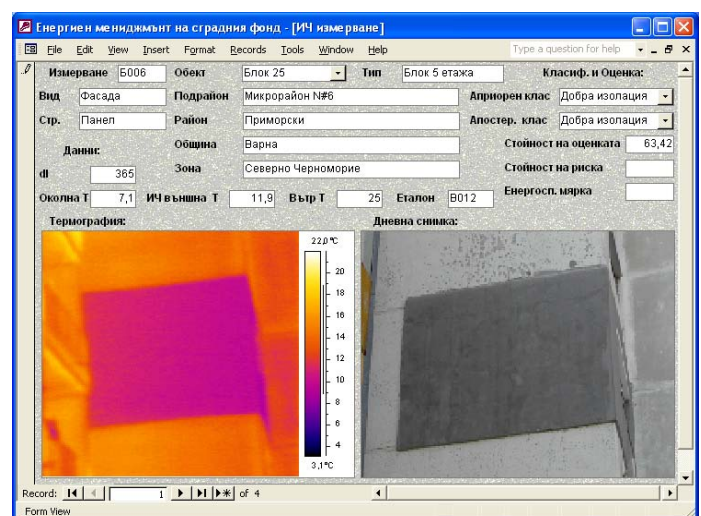 Енергиен мениджмънт на сградния фонд - [ИЧ измерване]
File Edit View Insert Format Records Tools Window Help Type a question for help
Измерване Б006 Обект Блок 25 Тип Блок 5 етажа Класиф. и Оценка:
Вид Фасада Подрайон Микрорайон N#6 Априорен клас Добра изолация
Стр. Панел Район Приморски Апостер. клас Добра изолация
Данни: Община Варна Стойност на оценката 63,42
dI 365 Зона Северно Черноморие Стойност на риска
Околна Т 7,1 ИЧ външна Т 11,9 Вътр Т 25 Еталон В012 Енергосп. мярка
Термография: Дневна снимка:
22,0 °C
20
18
16
14
12
10
8
6
4
3,1°C
Record: 1 of 4
Form View